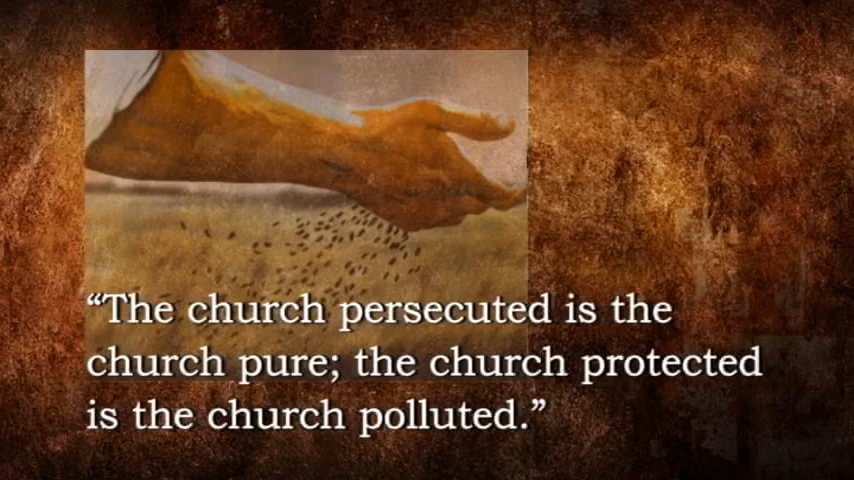 “The church persecuted is the
church pure; the church protected
is the church polluted.”